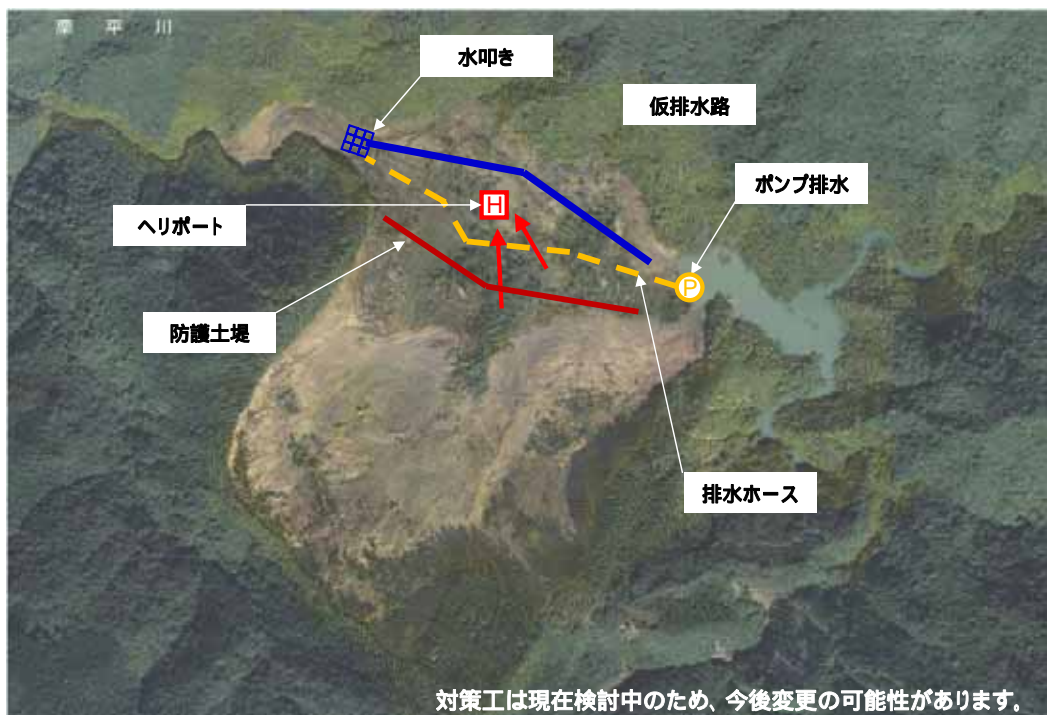 水叩き
仮排水路
ポンプ排水
H
ヘリポート
P
防護土堤
排水ホース
対策工は現在検討中のため、今後変更の可能性があります。